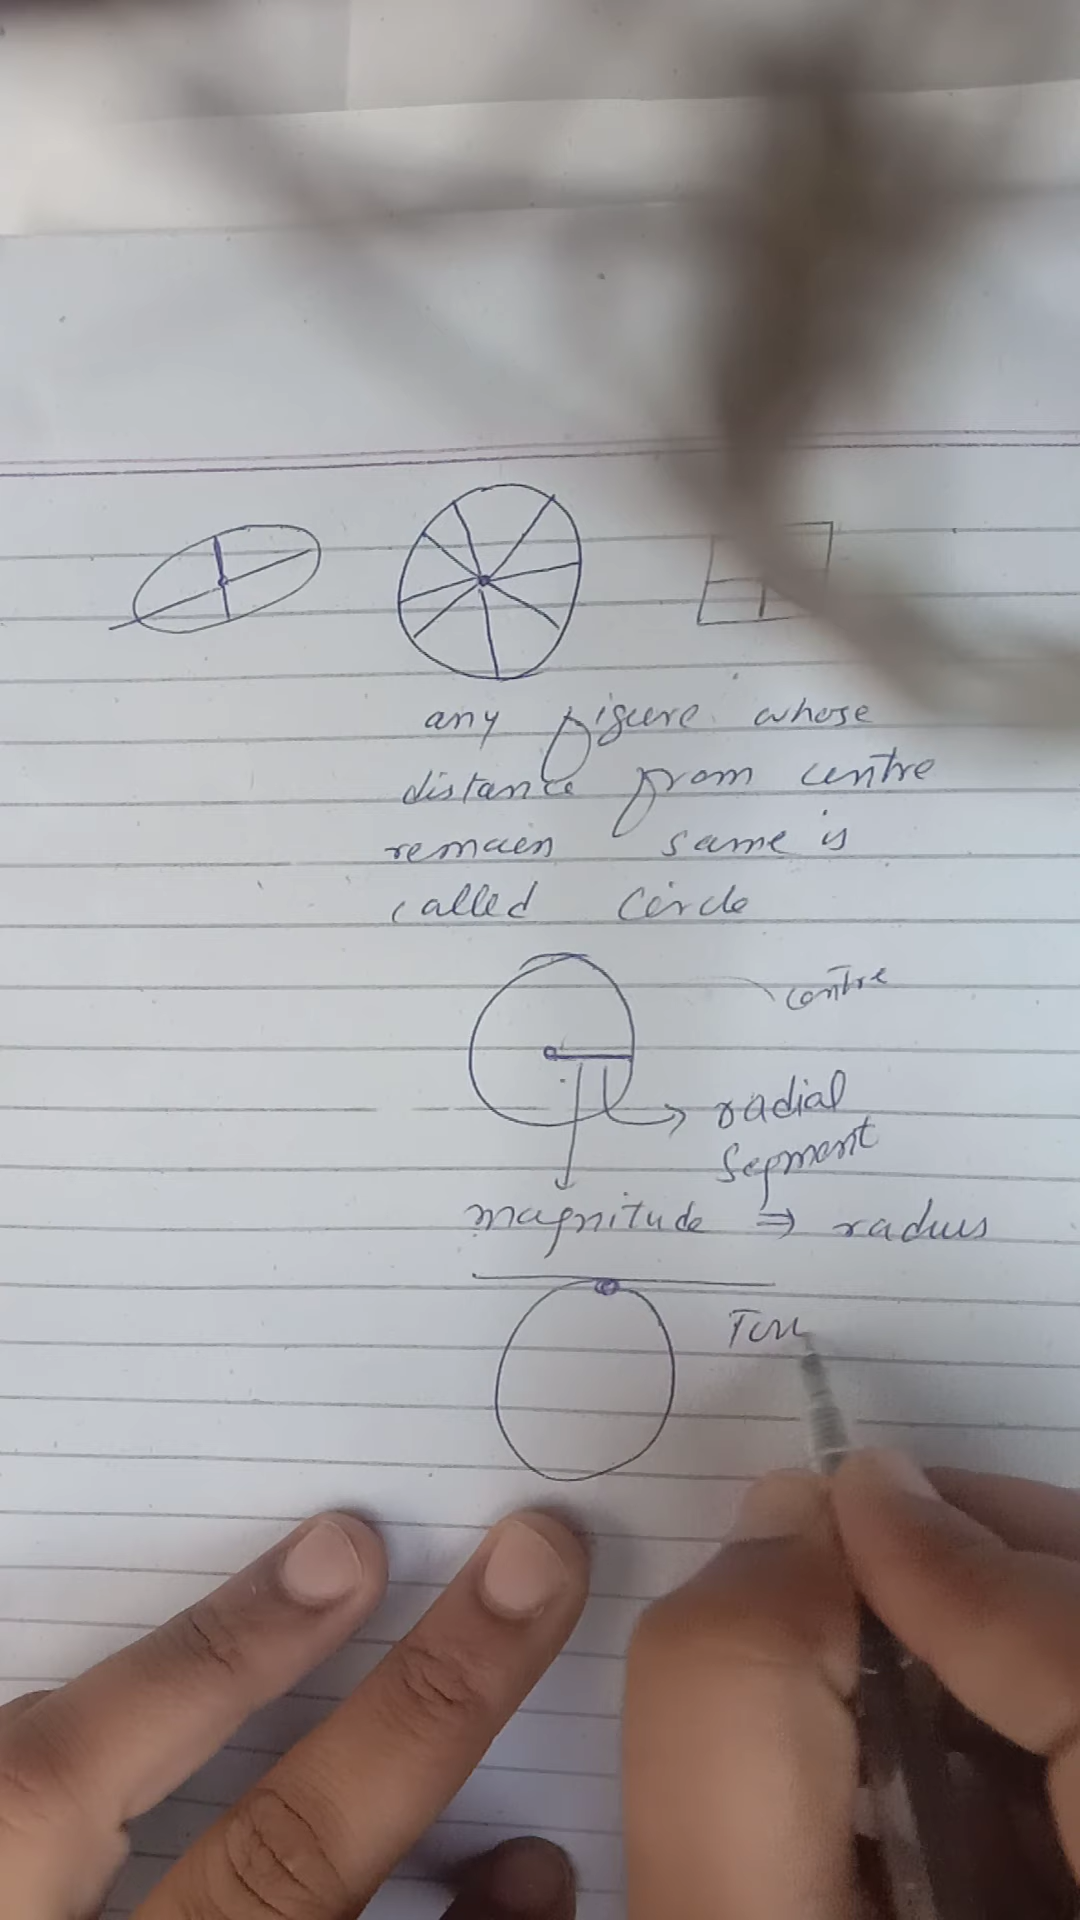 any figure whose
distance from centre
remain same is
called Circle
centre
radial
segment
magnitude ⇒ radius